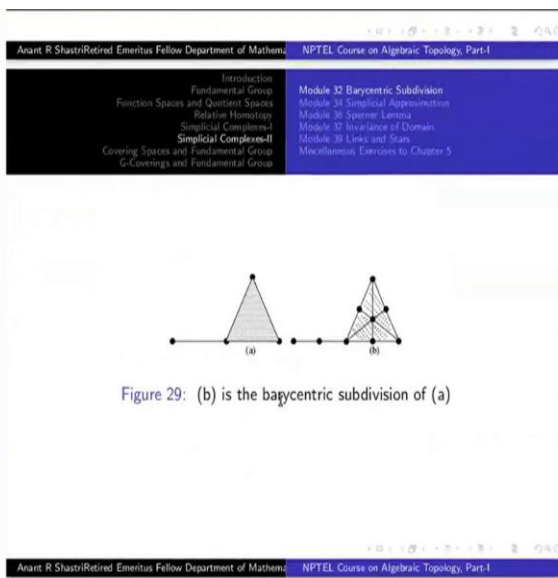 Anant R ShastriRetired Emeritus Fellow Department of Mathema
NPTEL Course on Algebraic Topology, Part-I
Introduction
Fundamental Group
Function Spaces and Quotient Spaces
Relative Homotopy
Simplicial Complexes-I
Simplicial Complexes-II
Covering Spaces and Fundamental Group
G-Coverings and Fundamental Group
Module 32 Barycentric Subdivision
Module 34 Simplicial Approximation
Module 36 Sperner Lemma
Module 37 Invariance of Domain
Module 39 Links and Stars
Miscellaneous Exercises to Chapter 5
(a)
(b)
Figure 29: (b) is the barycentric subdivision of (a)
Anant R ShastriRetired Emeritus Fellow Department of Mathema
NPTEL Course on Algebraic Topology, Part-I